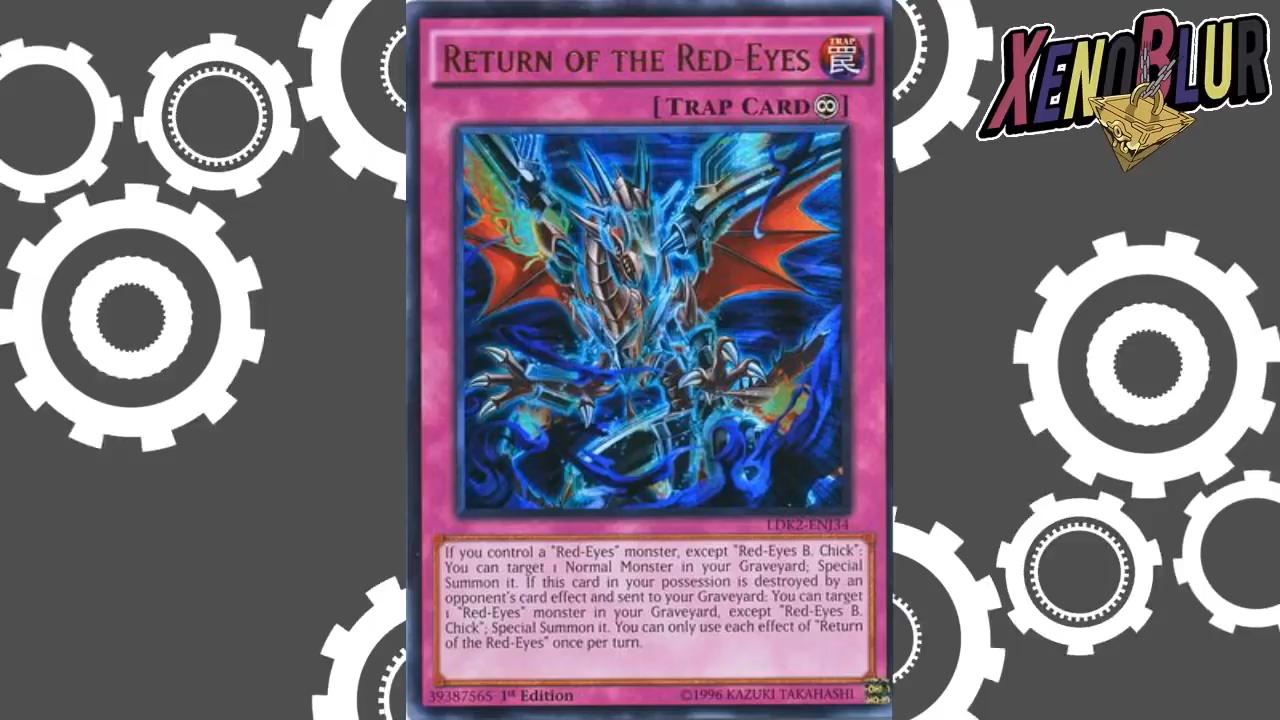 XENOBLUR
RETURN OF THE RED-EYES
TRAP
罠
[TRAP CARD]
LDK2-ENJ34
If you control a "Red-Eyes" monster, except "Red-Eyes B. Chick":
You can target 1 Normal Monster in your Graveyard; Special
Summon it. If this card in your possession is destroyed by an
opponent's card effect and sent to your Graveyard: You can target
1 "Red-Eyes" monster in your Graveyard, except "Red-Eyes B.
Chick"; Special Summon it. You can only use each effect of "Return
of the Red-Eyes" once per turn.
39387565 1st Edition
©1996 KAZUKI TAKAHASHI